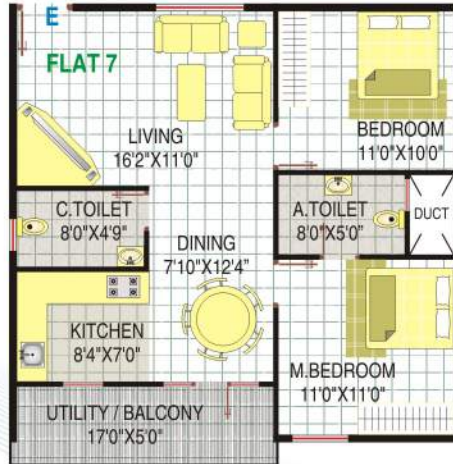 E
FLAT 7
LIVING
16'2"X11'0"
BEDROOM
11'0"X10'0"
C.TOILET
8'0"X4'9"
A.TOILET
8'0"X5'0"
DUCT
DINING
7'10"X12'4"
KITCHEN
8'4"X7'0"
M.BEDROOM
11'0"X11'0"
UTILITY / BALCONY
17'0"X5'0"